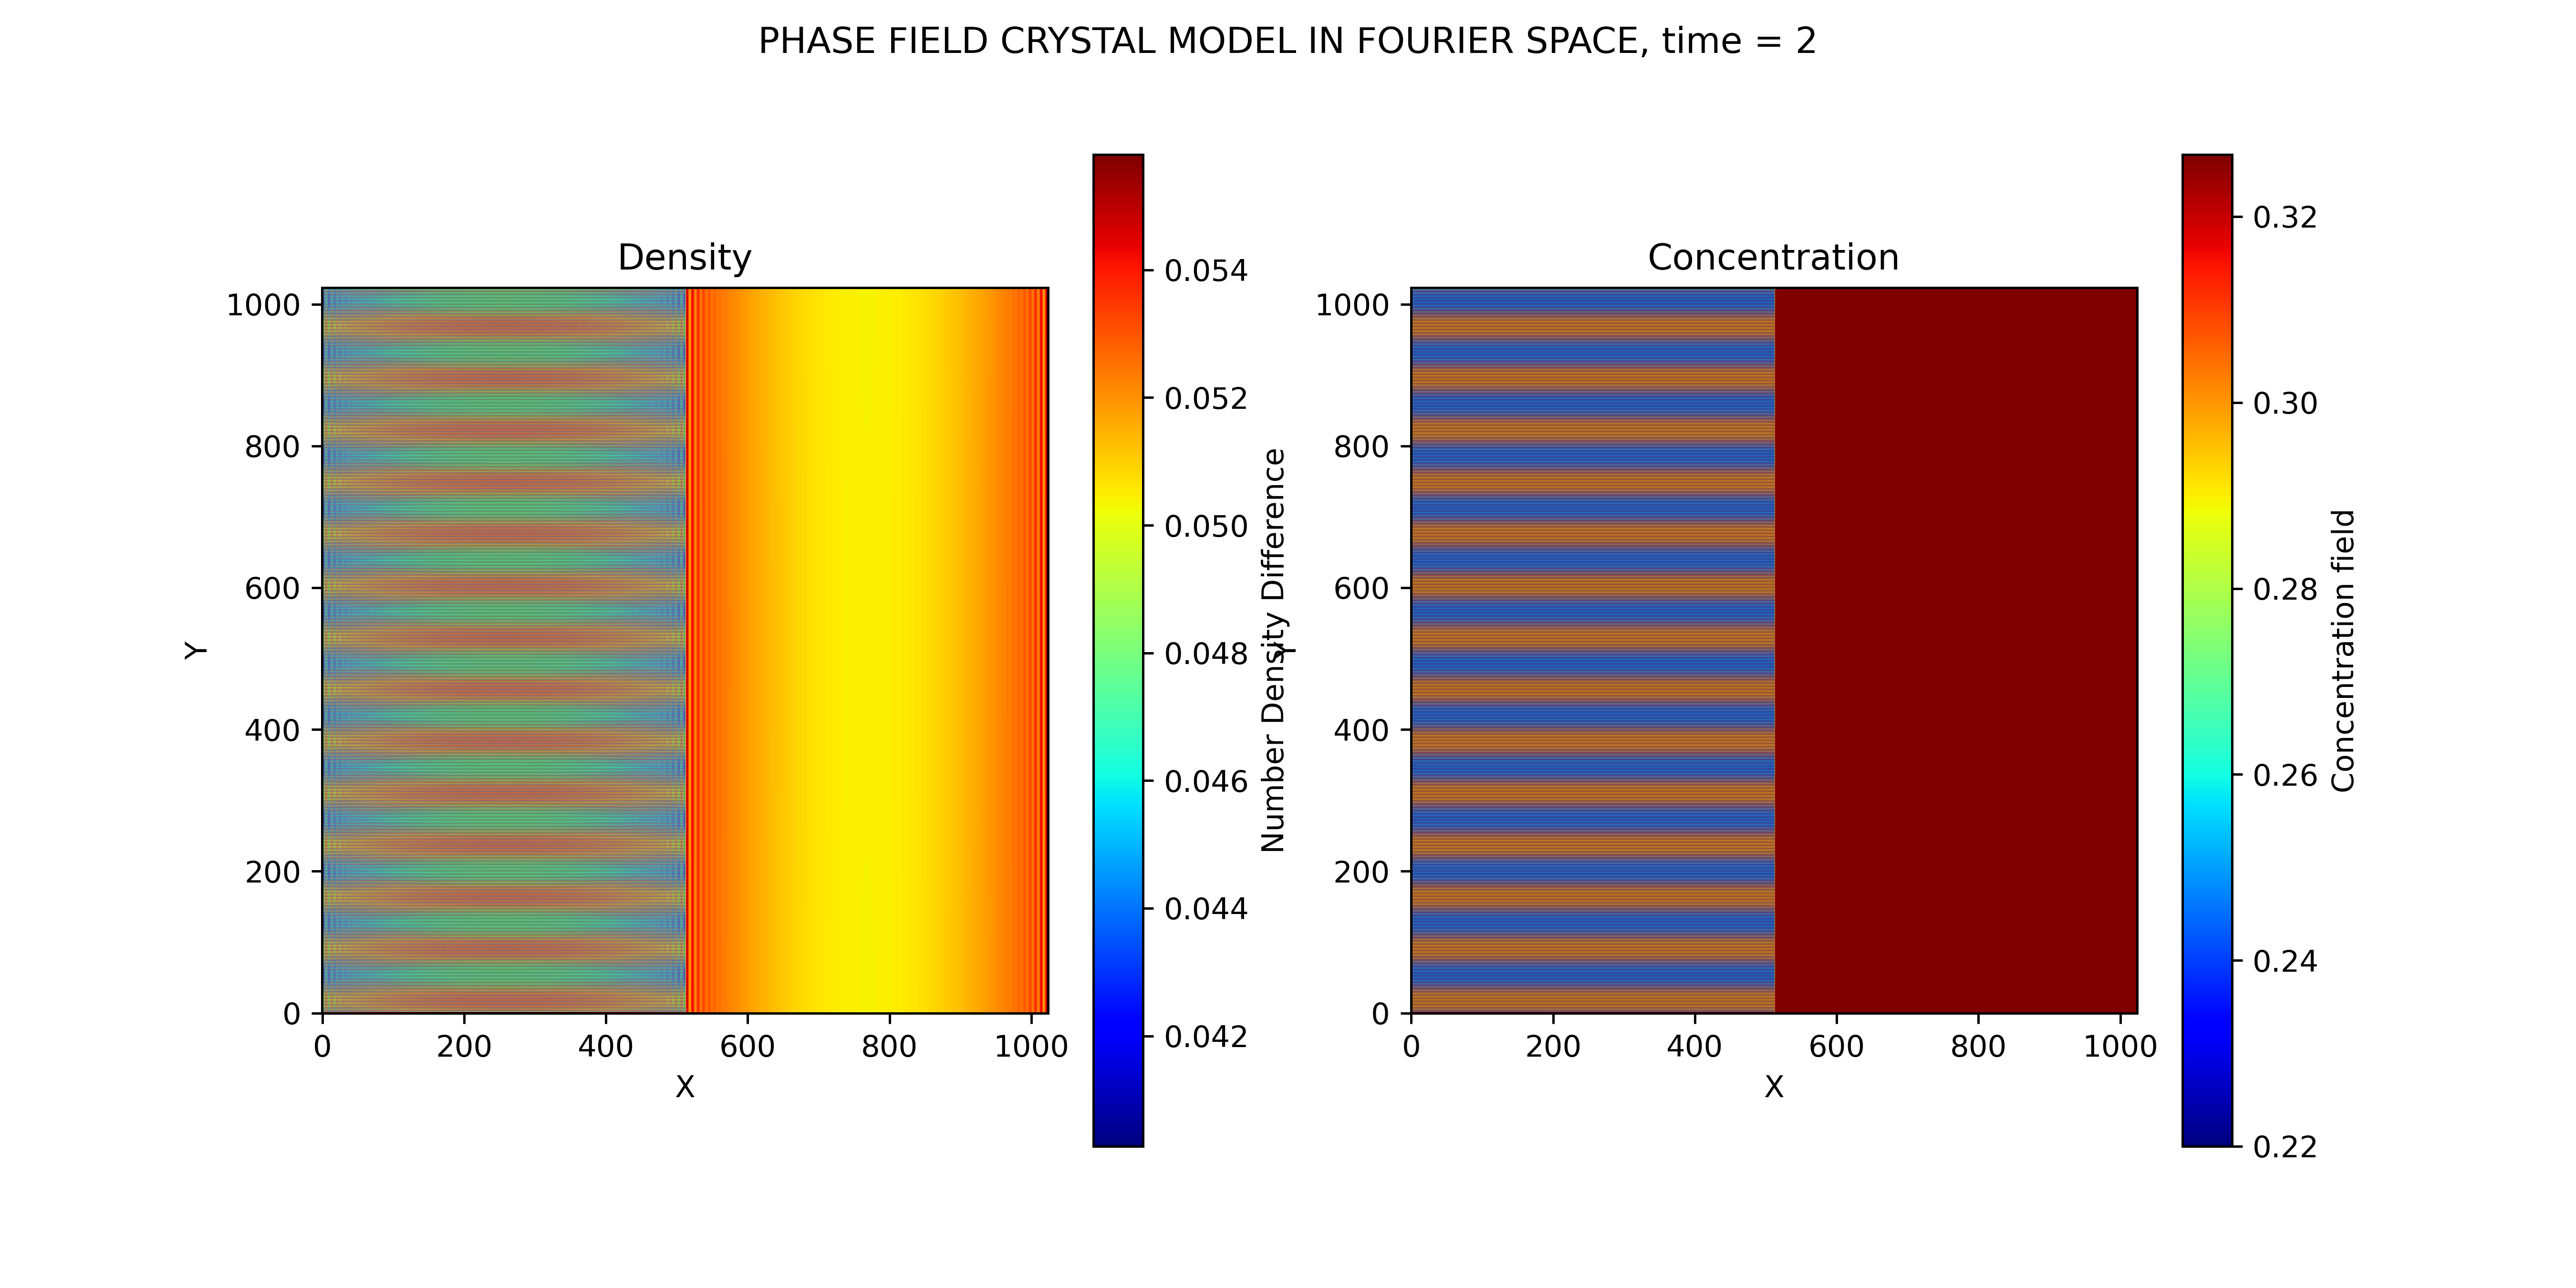 PHASE FIELD CRYSTAL MODEL IN FOURIER SPACE, time = 2
Density
1000
800
600
400
200
0
Y
0 200 400 600 800 1000
X
0.054
0.052
0.050
0.048
0.046
0.044
0.042
Number Density Difference
Concentration
1000
800
600
400
200
0
Y
0 200 400 600 800 1000
X
0.32
0.30
0.28
0.26
0.24
0.22
Concentration field